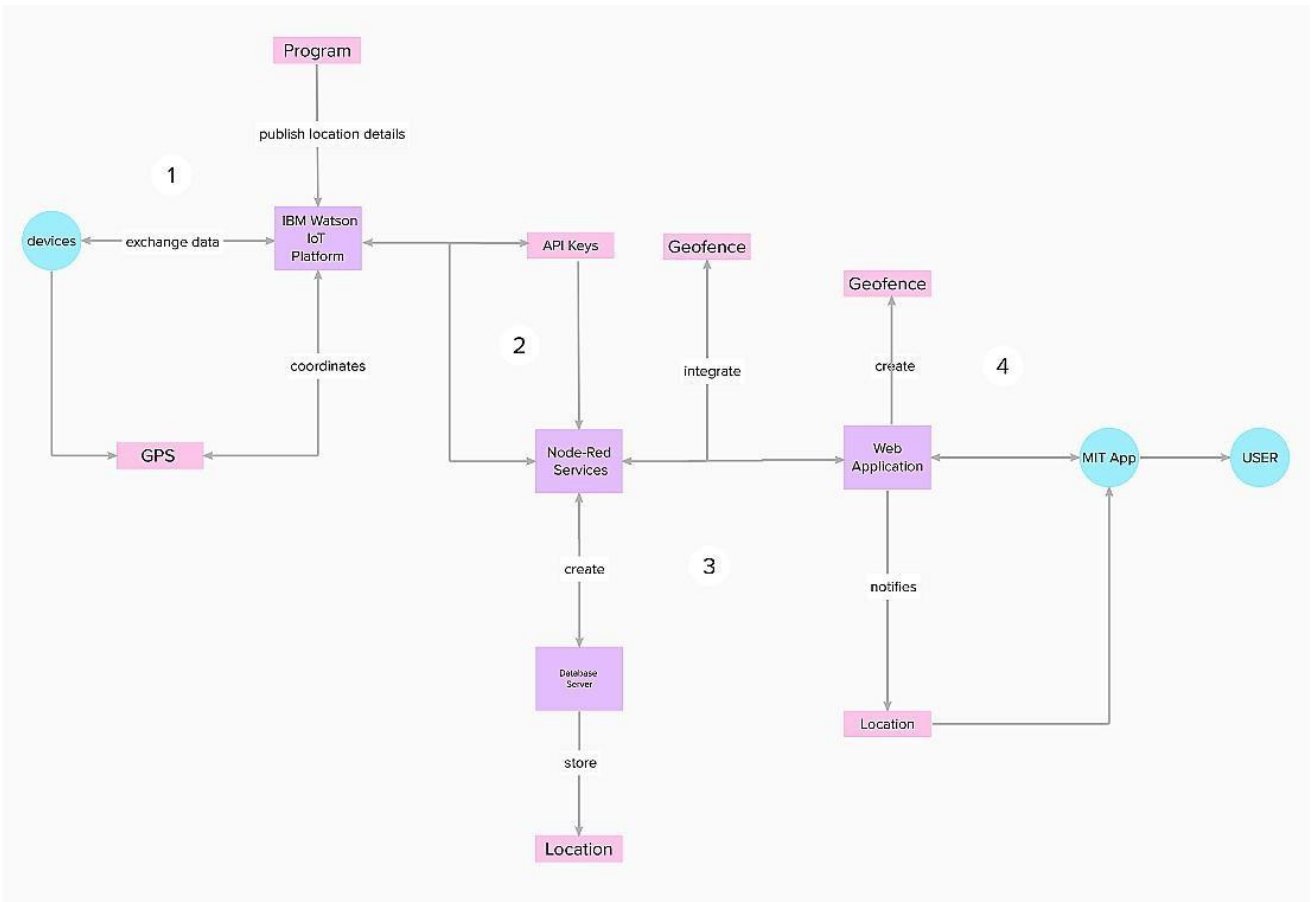 Program
publish location details
1
IBM Watson
IoT
Platform
devices
exchange data
API Keys
Geofence
Geofence
2
coordinates
integrate
create
4
GPS
Node-Red
Services
Web
Application
MIT App
USER
create
3
notifies
Database
Server
Location
store
Location